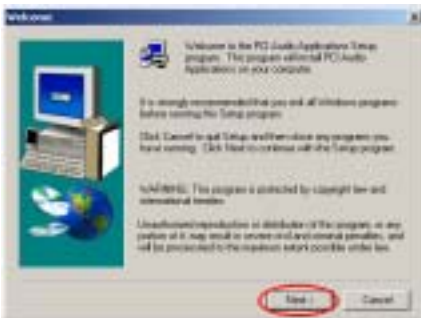 Welcome
Welcome to the PCI Audio Applications Setup
program. This program will install PCI Audio
Applications on your computer.
It is strongly recommended that you exit all Windows programs
before running this Setup program.
Click Cancel to quit Setup and then close any programs you
have running. Click Next to continue with the Setup program.
WARNING: This program is protected by copyright law and
international treaties.
Unauthorized reproduction or distribution of this program, or any
portion of it, may result in severe civil and criminal penalties, and
will be prosecuted to the maximum extent possible under law.
Next >
Cancel